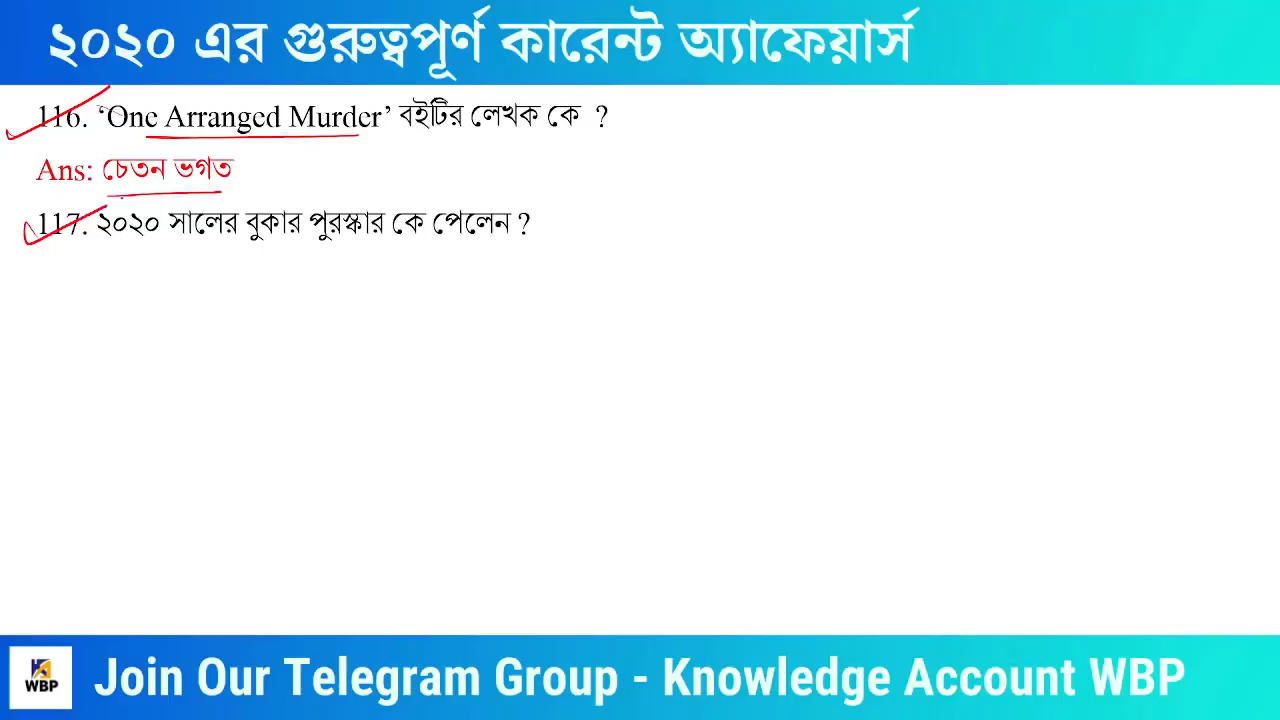 ২০২০ এর গুরুত্বপূর্ণ কারেন্ট অ্যাফেয়ার্স
116. ‘One Arranged Murder’ বইটির লেখক কে ?
Ans: চেতন ভগত
117. ২০২০ সালের বুকার পুরস্কার কে পেলেন ?
WBP
Join Our Telegram Group - Knowledge Account WBP